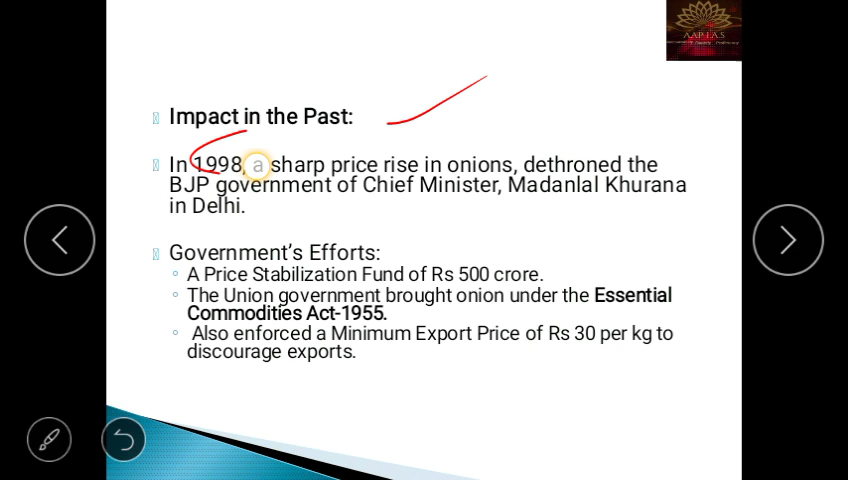 A A P I.A.S
Impact in the Past:
In 1998, a sharp price rise in onions, dethroned the
BJP government of Chief Minister, Madanlal Khurana
in Delhi.
Government’s Efforts:
A Price Stabilization Fund of Rs 500 crore.
The Union government brought onion under the Essential
Commodities Act-1955.
Also enforced a Minimum Export Price of Rs 30 per kg to
discourage exports.